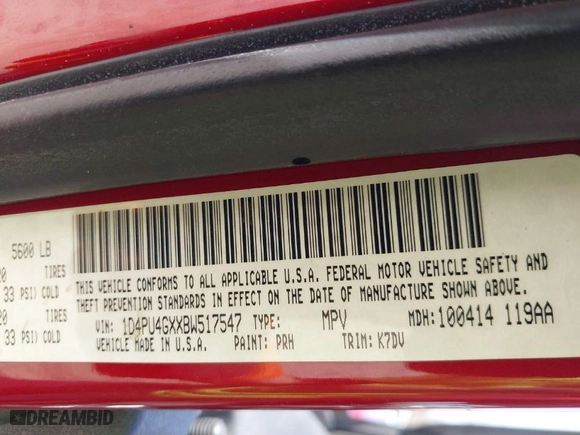 5600 LB
20 TIRES
33 PSI) COLD
20 TIRES
33 PSI) COLD
THIS VEHICLE CONFORMS TO ALL APPLICABLE U.S.A. FEDERAL MOTOR VEHICLE SAFETY AND
THEFT PREVENTION STANDARDS IN EFFECT ON THE DATE OF MANUFACTURE SHOWN ABOVE.
VIN: 1D4PU4GXXBW517547 TYPE: MPV MDH: 100414 119AA
VEHICLE MADE IN U.S.A. PAINT: PRH TRIM: K7DV
DREAMBID